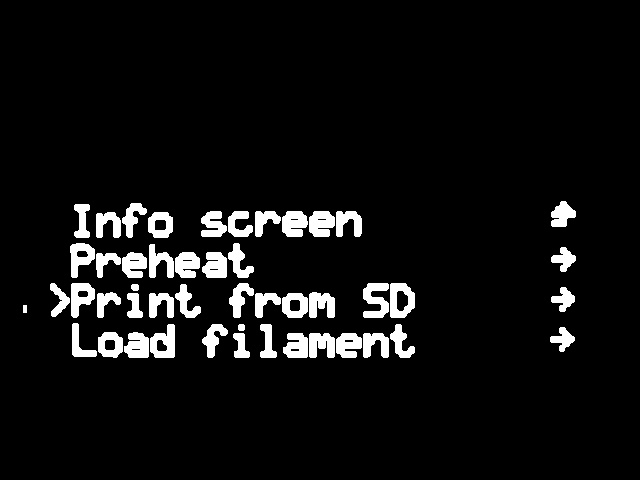 Info screen ↑
Preheat →
>Print from SD →
Load filament →